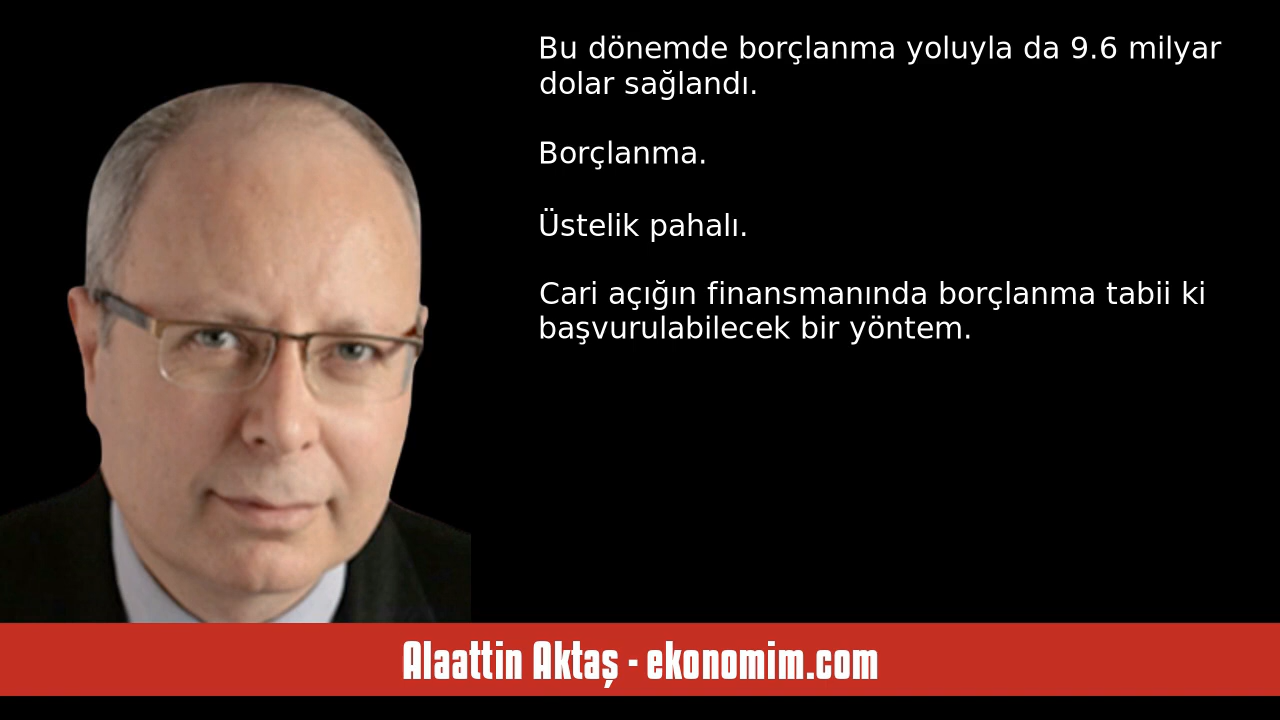 Bu dönemde borçlanma yoluyla da 9.6 milyar
dolar sağlandı.
Borçlanma.
Üstelik pahalı.
Cari açığın finansmanında borçlanma tabii ki
başvurulabilecek bir yöntem.
Alaattin Aktaş - ekonomim.com